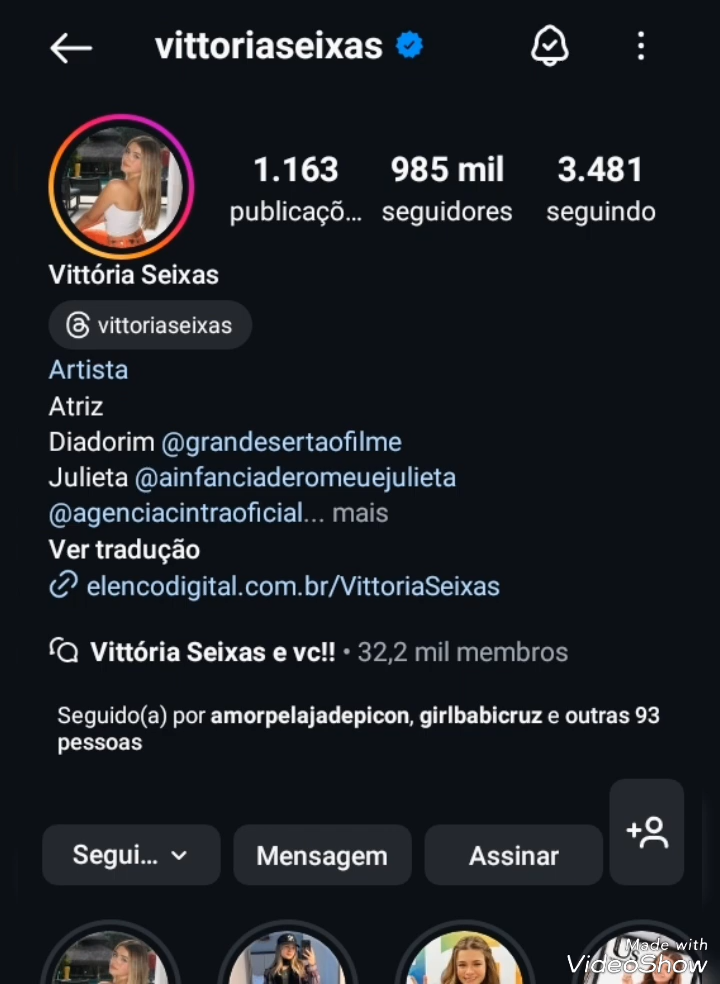 vittoriaseixas
1.163 985 mil 3.481
publicaçõ... seguidores seguindo
Vittória Seixas
vittoriaseixas
Artista
Atriz
Diadorim @grandesertaofilme
Julieta @ainfanciaderomeuejulieta
@agenciacintraoficial... mais
Ver tradução
elencodigital.com.br/VittoriaSeixas
Vittória Seixas e vc!! • 32,2 mil membros
Seguido(a) por amorpelajadepicon, girlbabicruz e outras 93
pessoas
Segui... Mensagem Assinar
Made with
VideoShow